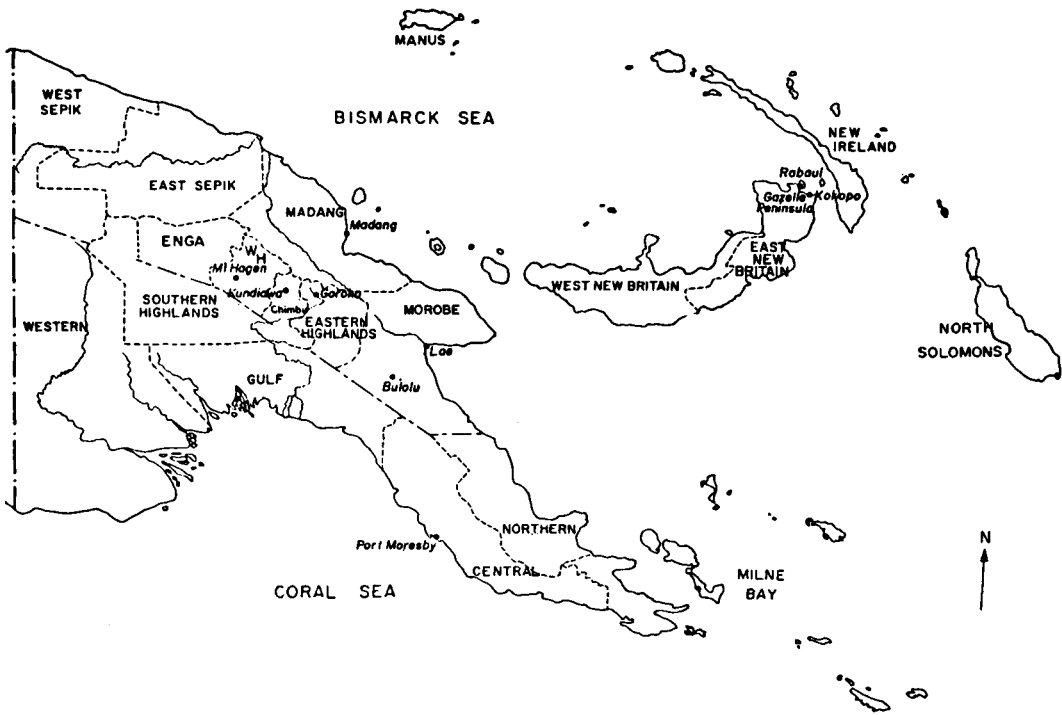 MANUS
WEST
SEPIK
BISMARCK SEA
NEW
IRELAND
Rabaul
EAST SEPIK
Gazelle
Peninsula
Kokopo
MADANG
Madang
ENGA
WH
EAST
NEW
BRITAIN
Mt Hagen
WEST NEW BRITAIN
Kundiawa
Goroka
Chimbu
SOUTHERN
HIGHLANDS
MOROBE
WESTERN
EASTERN
HIGHLANDS
NORTH
SOLOMONS
Lae
GULF
Bulolu
NORTHERN
Port Moresby
N
CENTRAL
MILNE
BAY
CORAL SEA